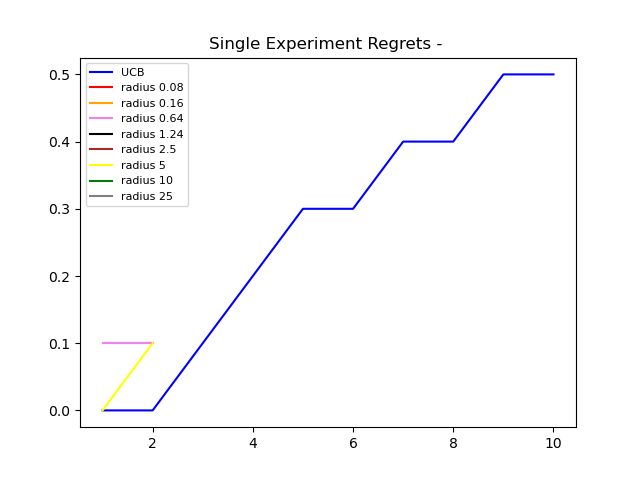 Single Experiment Regrets -
0.5
0.4
0.3
0.2
0.1
0.0
UCB
radius 0.08
radius 0.16
radius 0.64
radius 1.24
radius 2.5
radius 5
radius 10
radius 25
2 4 6 8 10